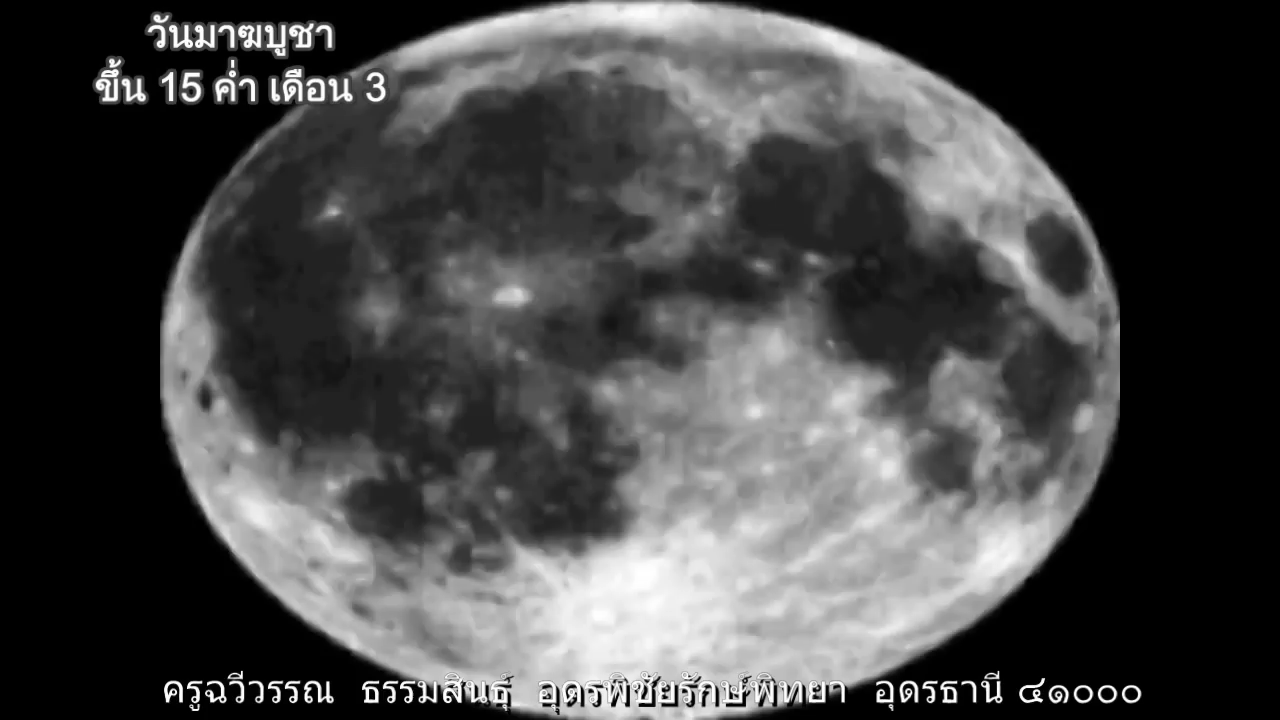 วันมาฆบูชา
ขึ้น 15 ค่ำ เดือน 3
ครูฉวีวรรณ ธรรมสินธุ์ อุดรพิชัยรักษ์พิทยา อุดรธานี ๔๑๐๐๐